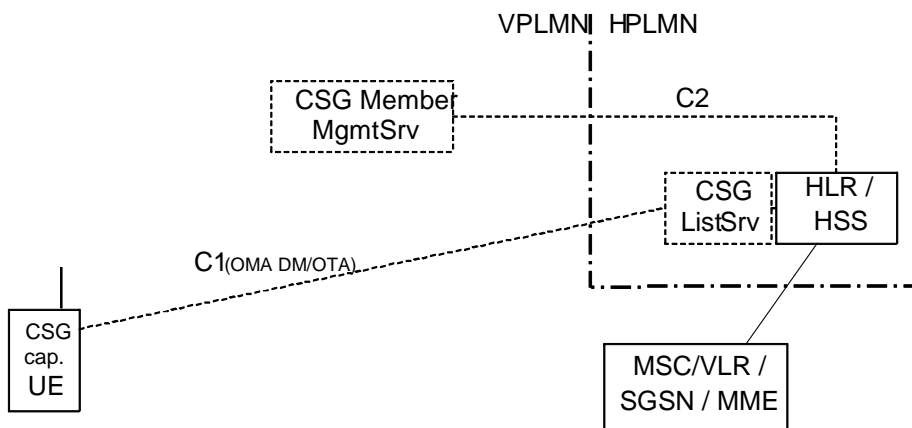 VPLMN HPLMN
CSG Member
MgmtSrv
C2
CSG
ListSrv
HLR /
HSS
C1(OMA DM/OTA)
CSG
cap.
UE
MSC/VLR /
SGSN / MME